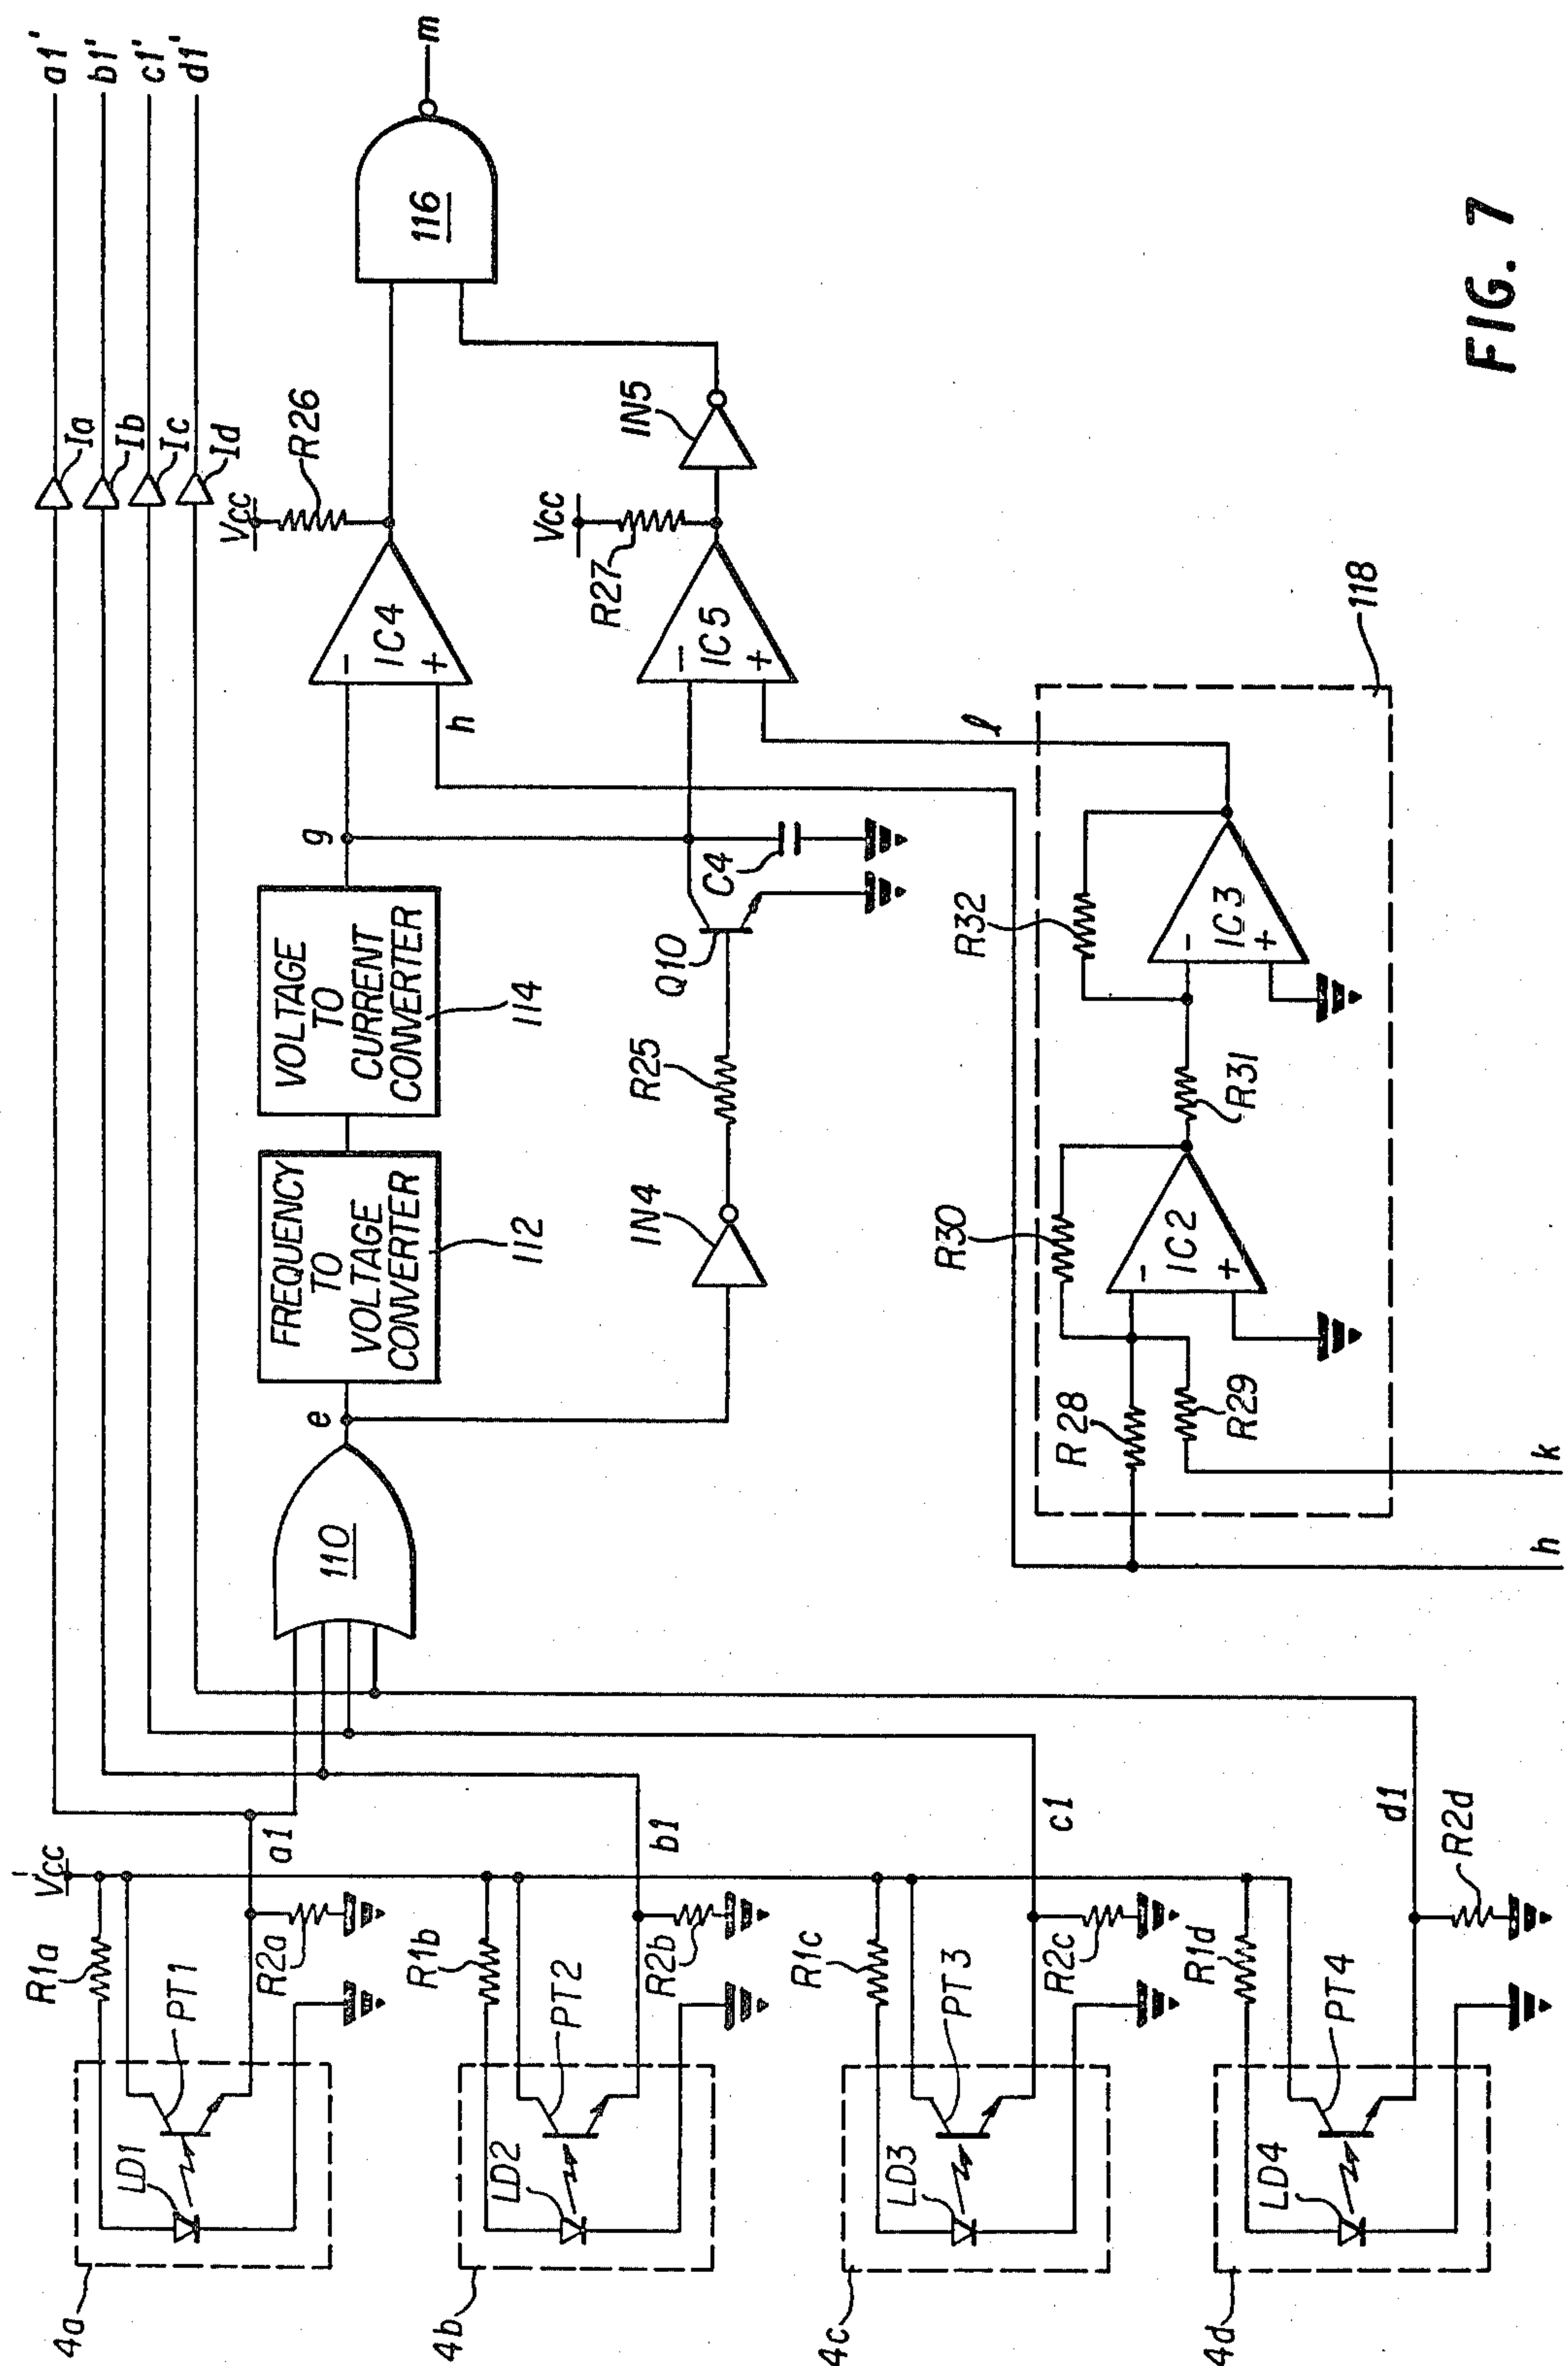 a1'
b1'
c1'
d1'
Ia
Ib
Ic
Id
Vcc
R1a
4a
LD1
PT1
R2a
a1
4b
LD2
PT2
R1b
R2b
b1
4c
LD3
PT3
R1c
R2c
c1
4d
LD4
PT4
R1d
R2d
d1
110
e
FREQUENCY
TO
VOLTAGE
CONVERTER
112
VOLTAGE
TO
CURRENT
CONVERTER
114
g
h
-
IC4
+
Vcc
R26
116
m
IN4
R25
Q10
C4
-
IC5
+
Vcc
R27
IN5
l
118
h
k
R28
R29
R30
-
IC2
+
R31
R32
-
IC3
+
FIG. 7